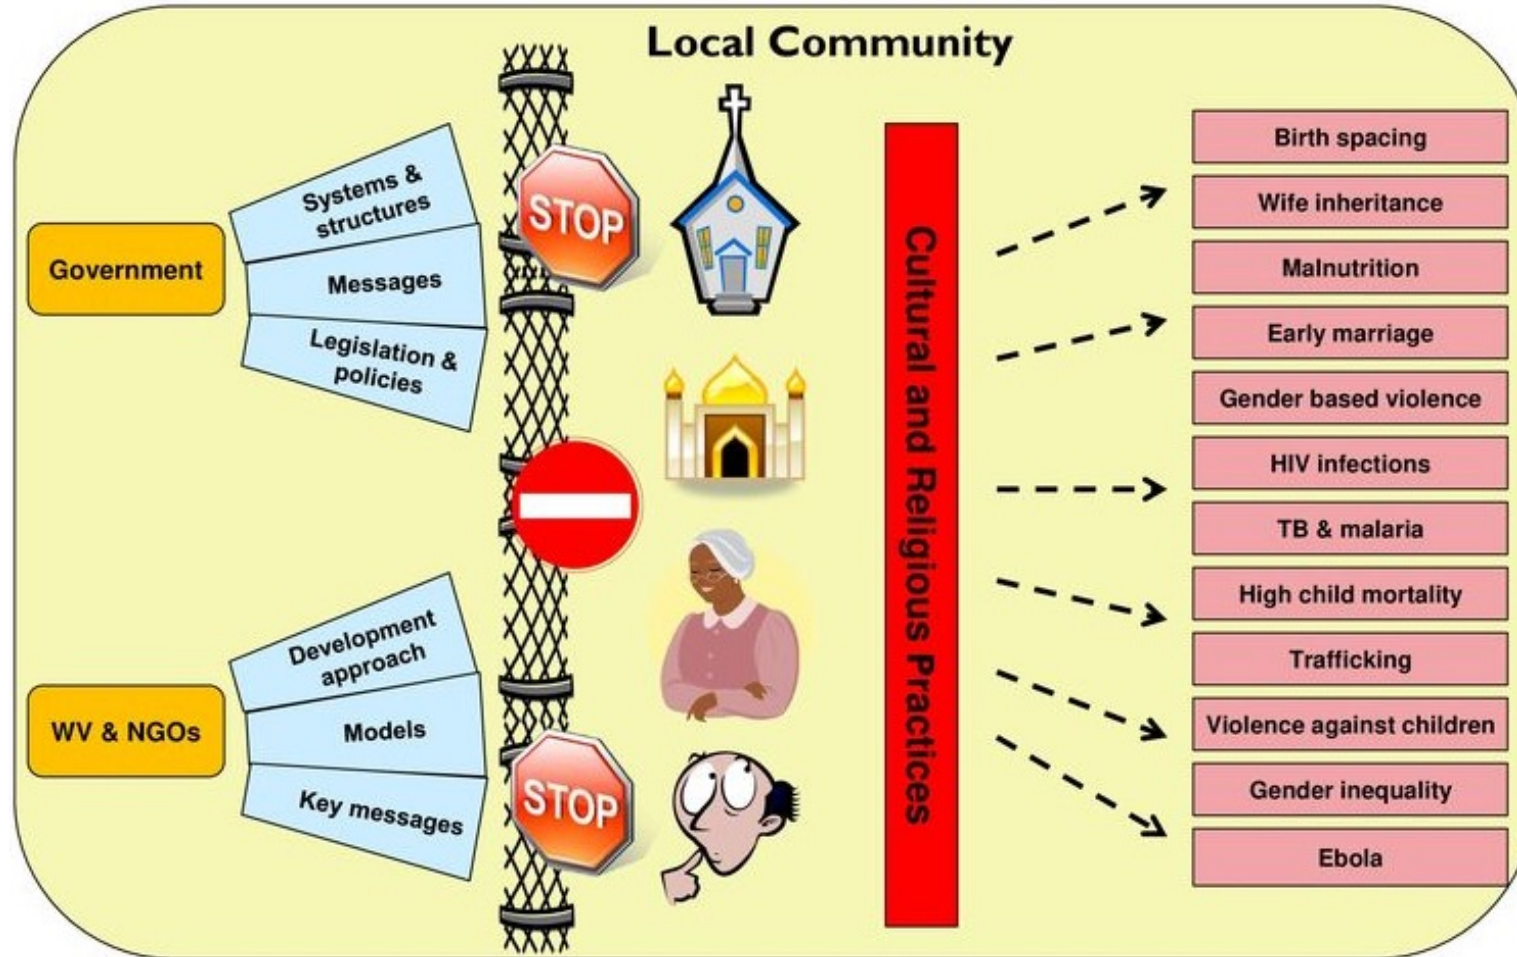 Local Community
Government
Systems &
structures
Messages
Legislation &
policies
WV & NGOs
Development
approach
Models
Key messages
STOP
STOP
Cultural and Religious Practices
Birth spacing
Wife inheritance
Malnutrition
Early marriage
Gender based violence
HIV infections
TB & malaria
High child mortality
Trafficking
Violence against children
Gender inequality
Ebola